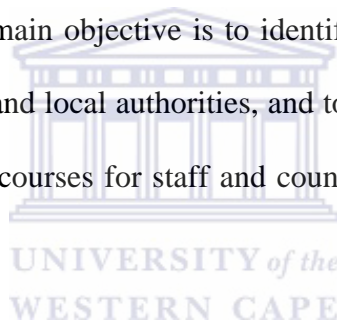 main objective is to identif
and local authorities, and to
courses for staff and coun
UNIVERSITY of the
WESTERN CAPE